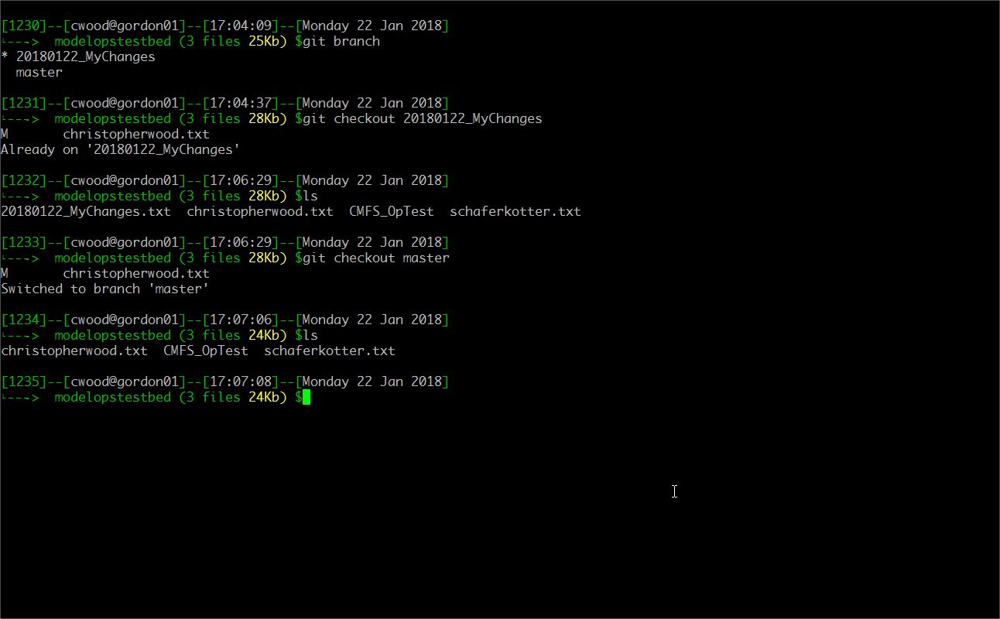 [1230]--[cwood@gordon01]--[17:04:09]--[Monday 22 Jan 2018]
└---> modelopstestbed (3 files 25Kb) $git branch
* 20180122_MyChanges
  master
[1231]--[cwood@gordon01]--[17:04:37]--[Monday 22 Jan 2018]
└---> modelopstestbed (3 files 28Kb) $git checkout 20180122_MyChanges
M       christopherwood.txt
Already on '20180122_MyChanges'
[1232]--[cwood@gordon01]--[17:06:29]--[Monday 22 Jan 2018]
└---> modelopstestbed (3 files 28Kb) $ls
20180122_MyChanges.txt  christopherwood.txt  CMFS_OpTest  schaferkotter.txt
[1233]--[cwood@gordon01]--[17:06:29]--[Monday 22 Jan 2018]
└---> modelopstestbed (3 files 28Kb) $git checkout master
M       christopherwood.txt
Switched to branch 'master'
[1234]--[cwood@gordon01]--[17:07:06]--[Monday 22 Jan 2018]
└---> modelopstestbed (3 files 24Kb) $ls
christopherwood.txt  CMFS_OpTest  schaferkotter.txt
[1235]--[cwood@gordon01]--[17:07:08]--[Monday 22 Jan 2018]
└---> modelopstestbed (3 files 24Kb) $